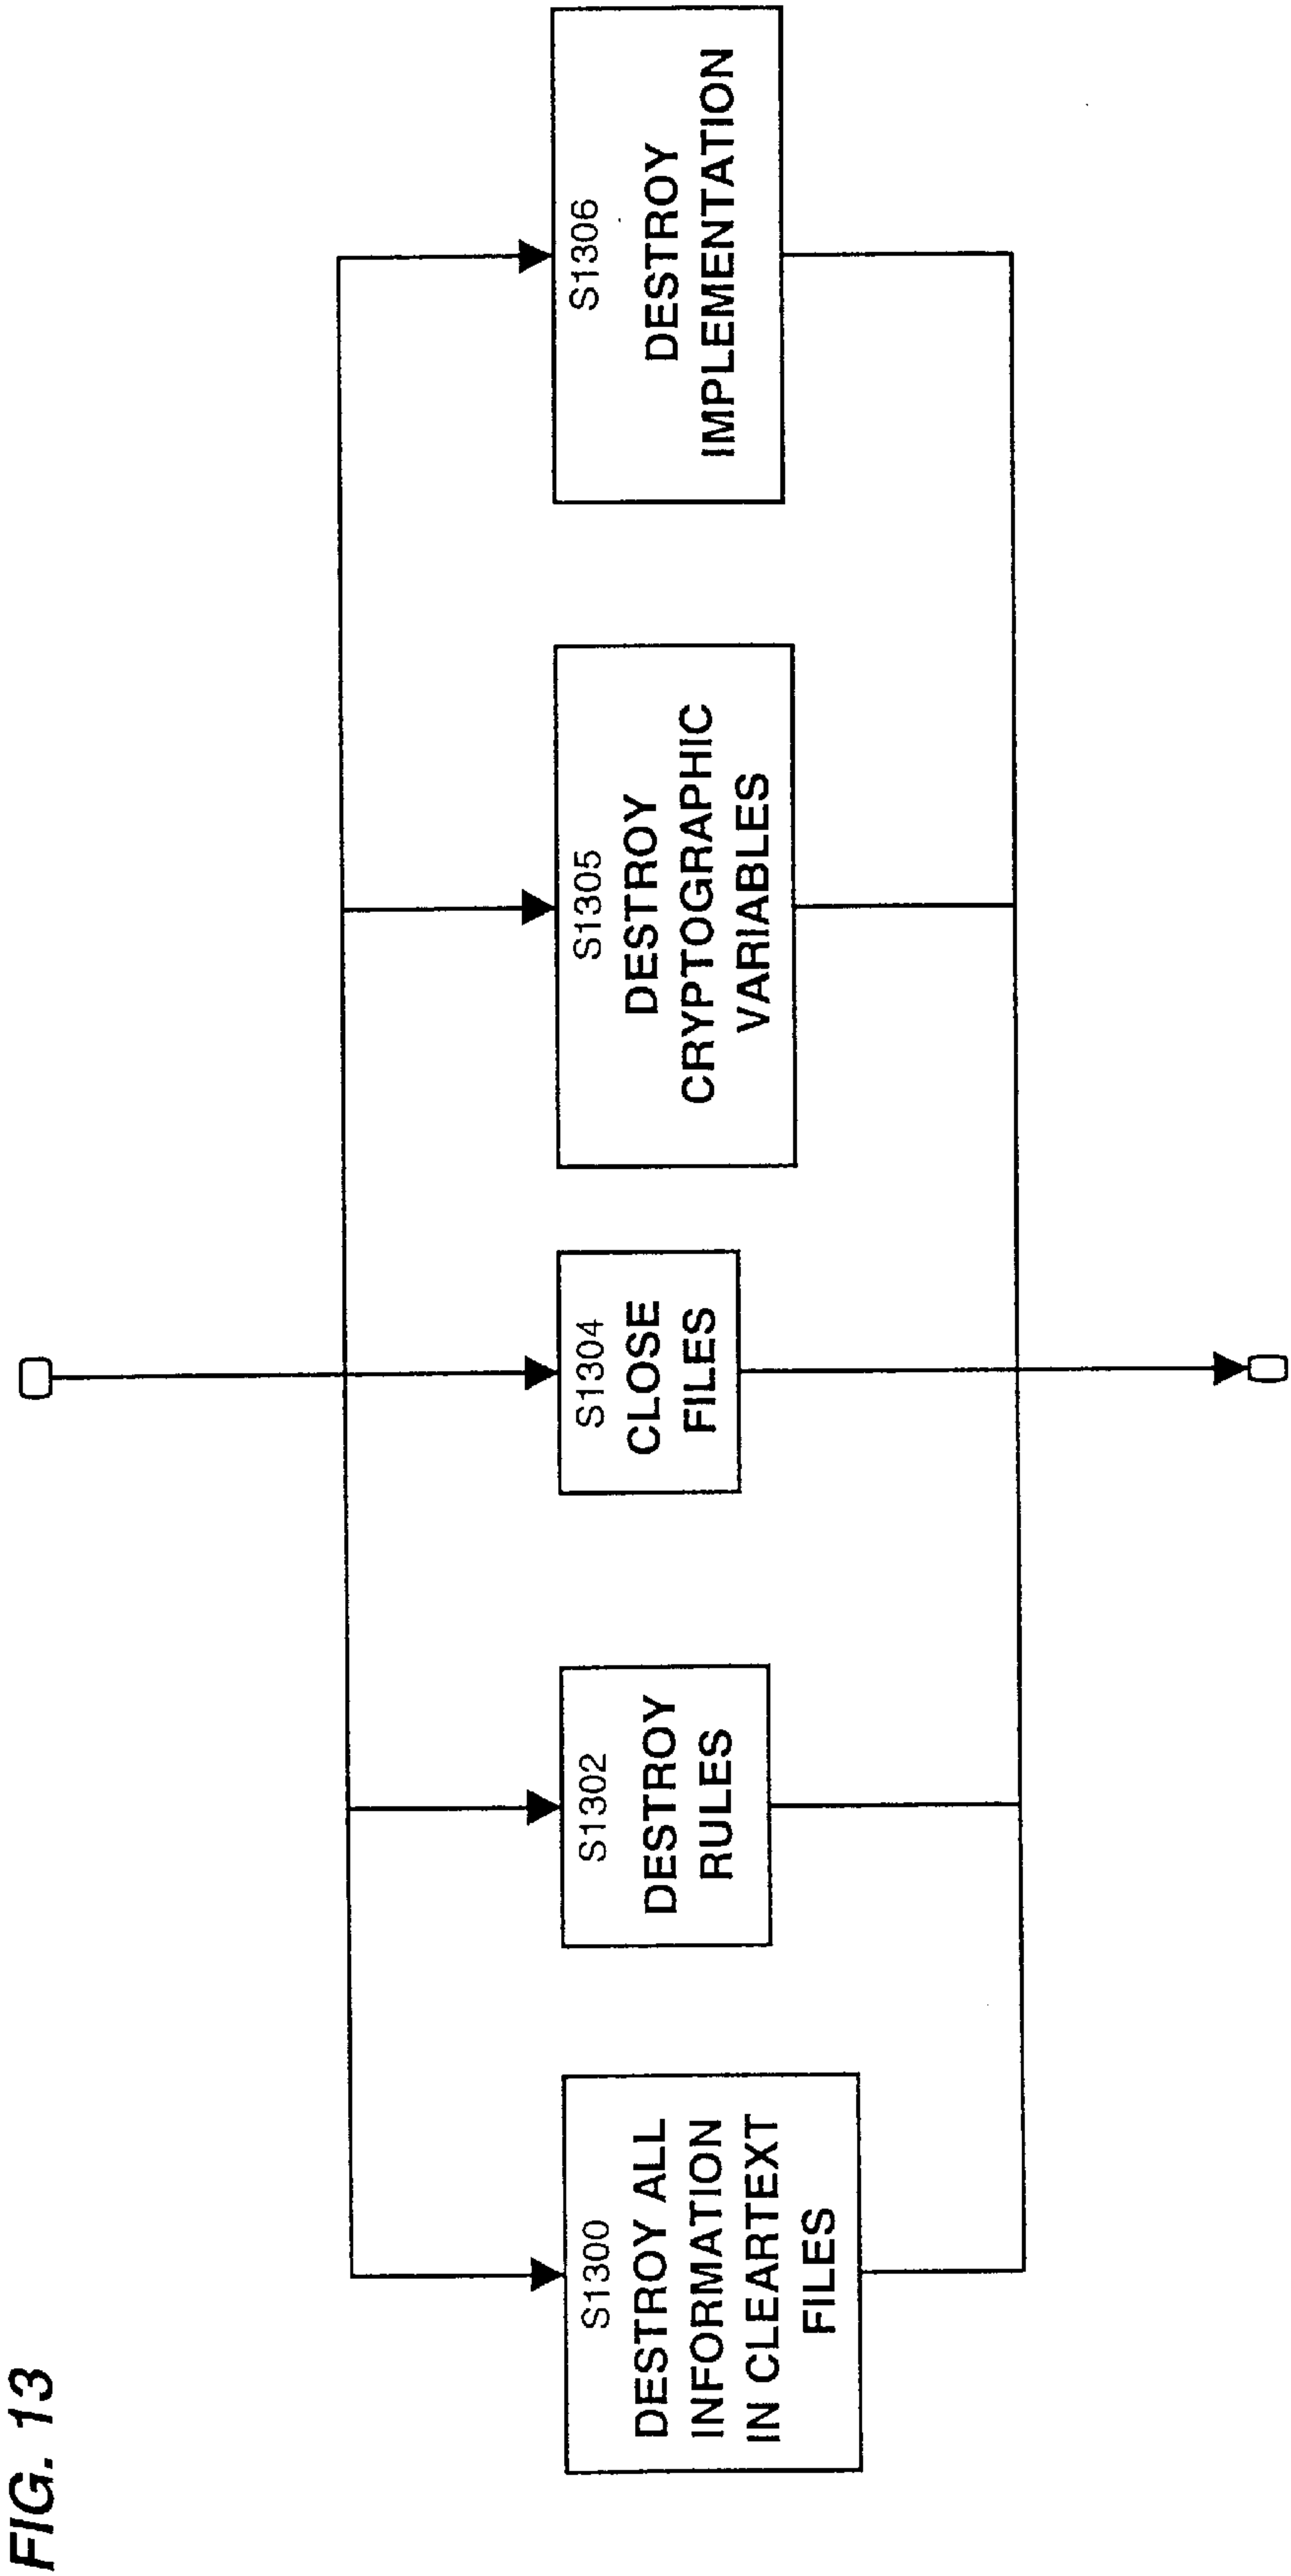 FIG. 13
S1300
DESTROY ALL
INFORMATION
IN CLEARTEXT
FILES
S1302
DESTROY
RULES
S1304
CLOSE
FILES
S1305
DESTROY
CRYPTOGRAPHIC
VARIABLES
S1306
DESTROY
IMPLEMENTATION